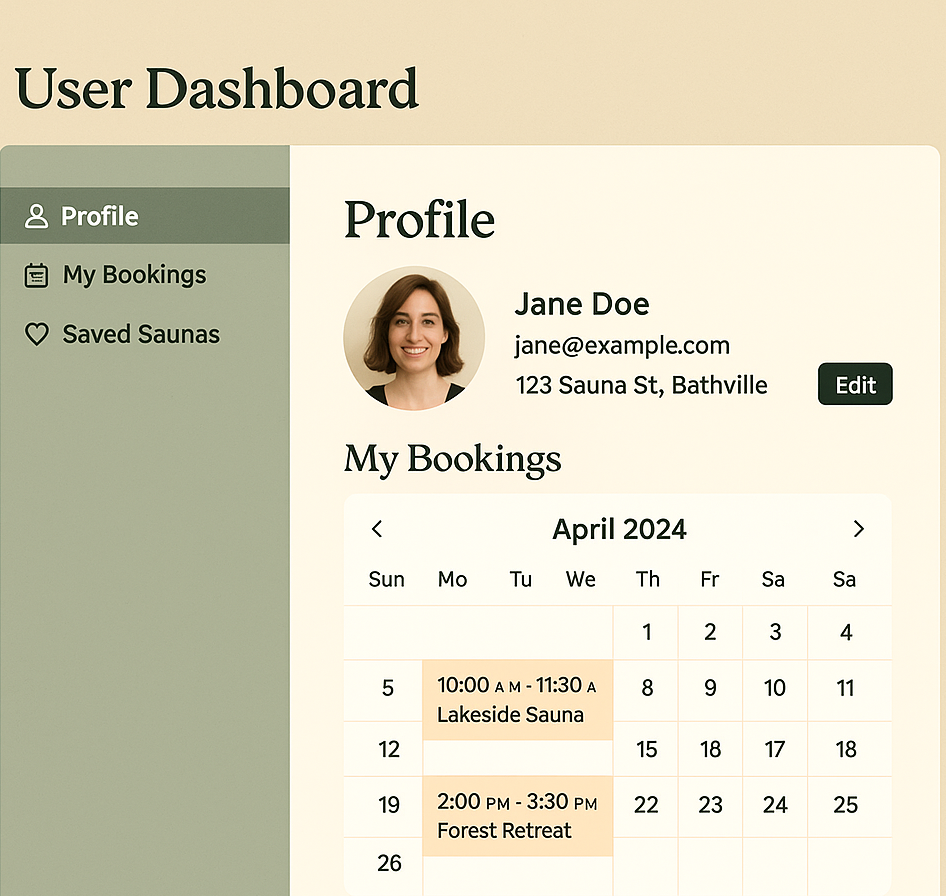 User Dashboard
Profile
My Bookings
Saved Saunas
Profile
Jane Doe
jane@example.com
123 Sauna St, Bathville
Edit
My Bookings
April 2024
Sun Mo Tu We Th Fr Sa Sa
1 2 3 4
5 10:00 AM - 11:30 A 8 9 10 11
Lakeside Sauna
12 15 18 17 18
19 2:00 PM - 3:30 PM 22 23 24 25
Forest Retreat
26